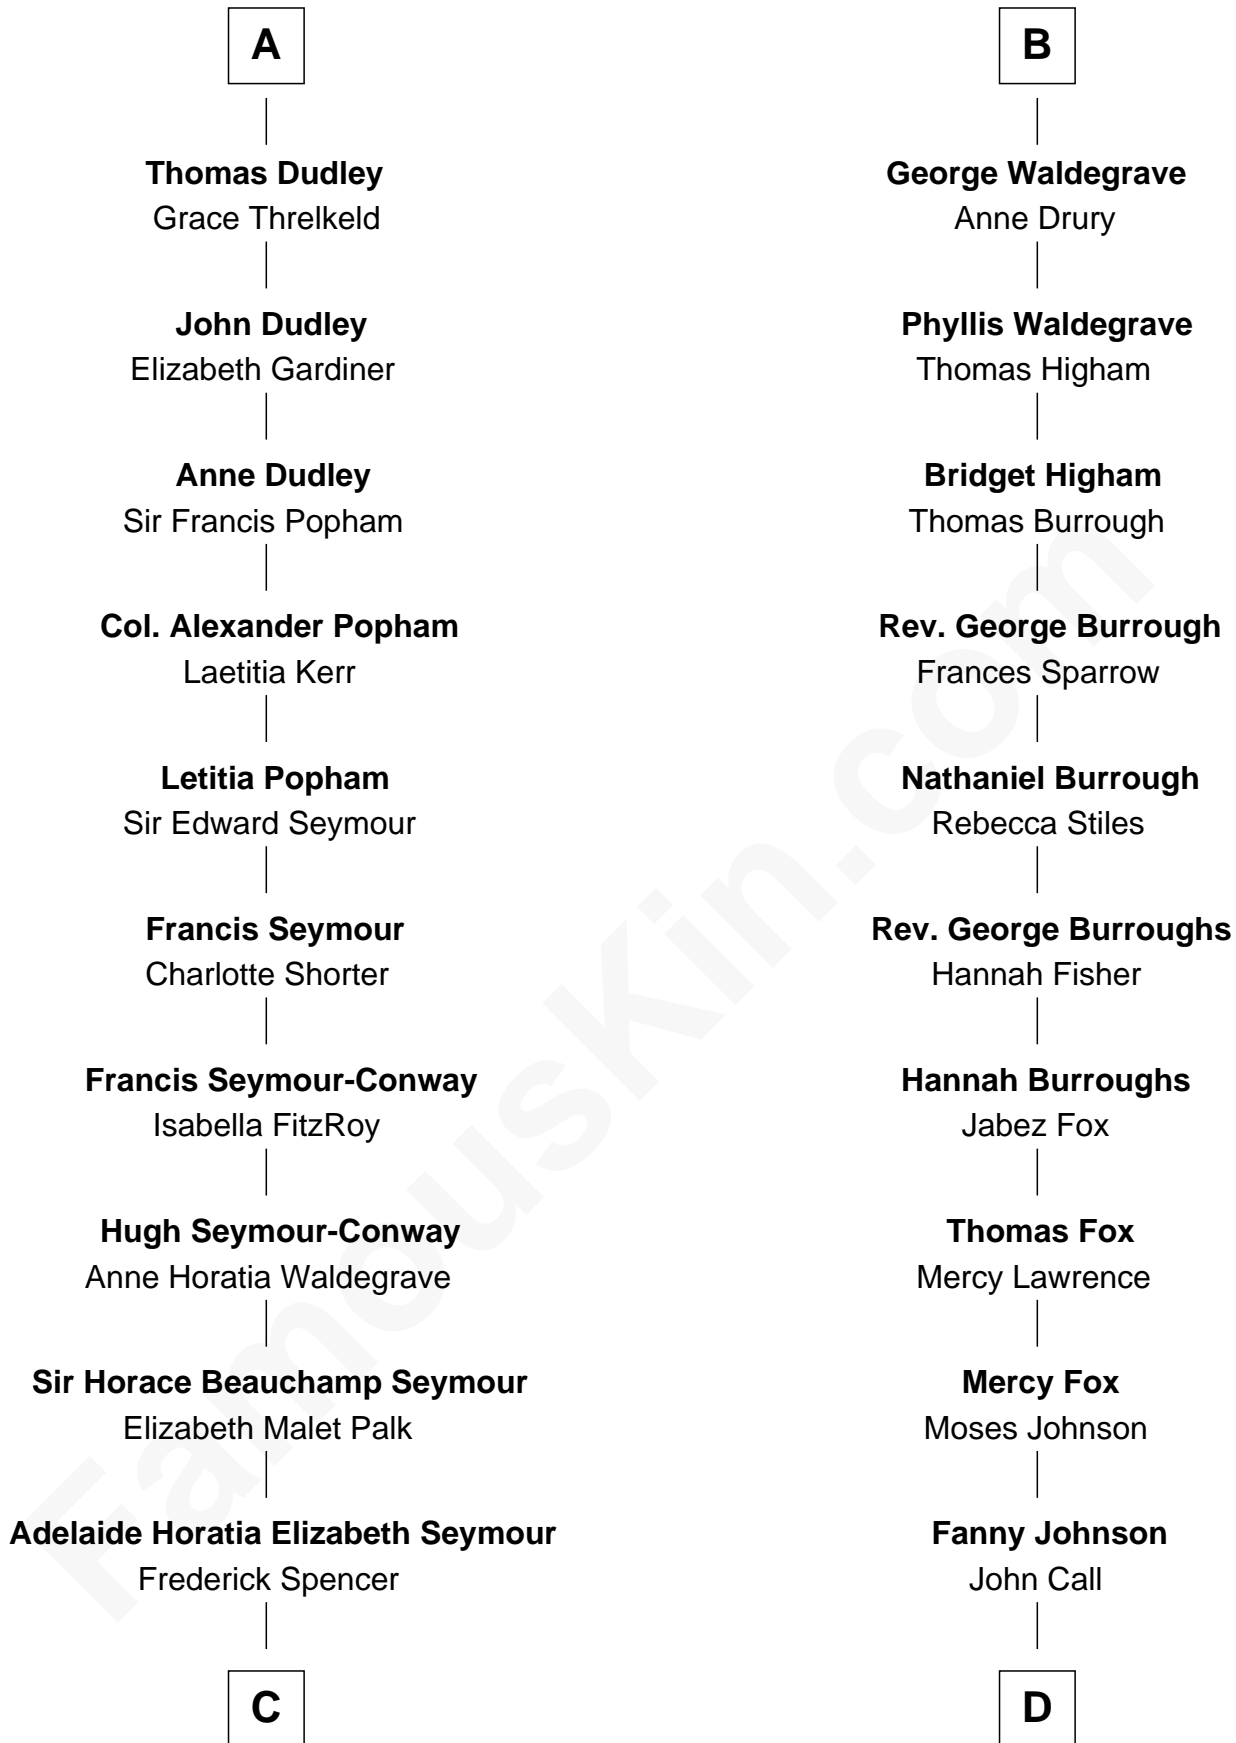 A
Thomas Dudley
Grace Threlkeld
John Dudley
Elizabeth Gardiner
Anne Dudley
Sir Francis Popham
Col. Alexander Popham
Laetitia Kerr
Letitia Popham
Sir Edward Seymour
Francis Seymour
Charlotte Shorter
Francis Seymour-Conway
Isabella FitzRoy
Hugh Seymour-Conway
Anne Horatia Waldegrave
Sir Horace Beauchamp Seymour
Elizabeth Malet Palk
Adelaide Horatia Elizabeth Seymour
Frederick Spencer
C
B
George Waldegrave
Anne Drury
Phyllis Waldegrave
Thomas Higham
Bridget Higham
Thomas Burrough
Rev. George Burrough
Frances Sparrow
Nathaniel Burrough
Rebecca Stiles
Rev. George Burroughs
Hannah Fisher
Hannah Burroughs
Jabez Fox
Thomas Fox
Mercy Lawrence
Mercy Fox
Moses Johnson
Fanny Johnson
John Call
D
FamousKin.com